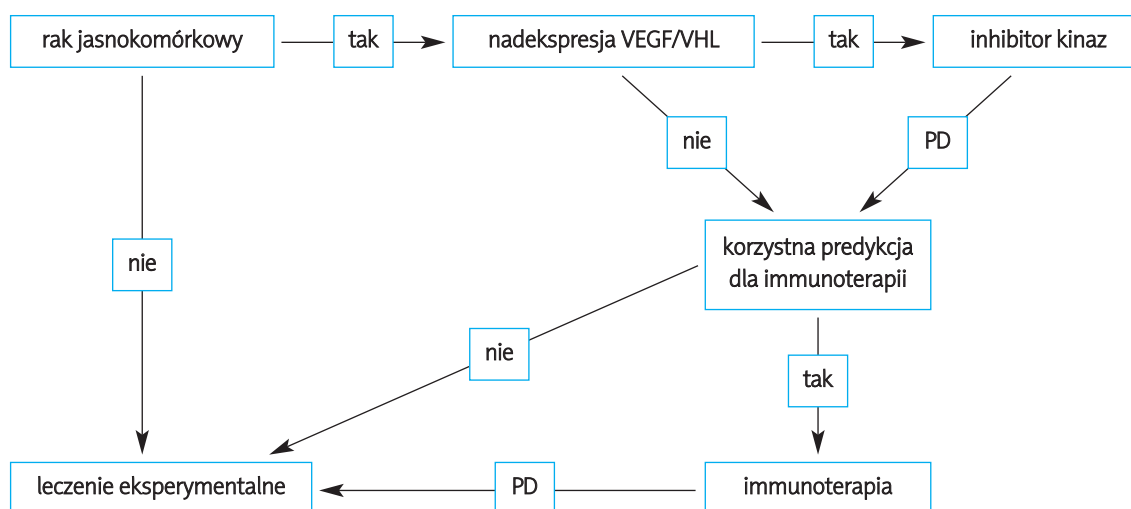 rak jasnokomórkowy
tak
nadekspresja VEGF/VHL
tak
inhibitor kinaz
nie
PD
korzystna predykcja
dla immunoterapii
nie
nie
tak
leczenie eksperymentalne
PD
immunoterapia